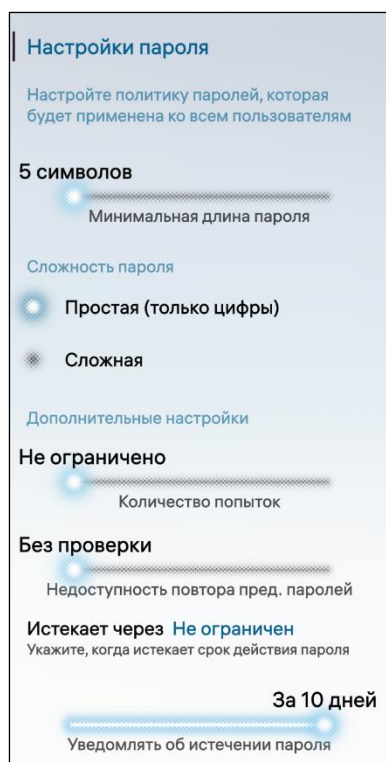 Настройки пароля
Настройте политику паролей, которая
будет применена ко всем пользователям
5 символов
Минимальная длина пароля
Сложность пароля
Простая (только цифры)
Сложная
Дополнительные настройки
Не ограничено
Количество попыток
Без проверки
Недоступность повтора пред. паролей
Истекает через Не ограничен
Укажите, когда истекает срок действия пароля
За 10 дней
Уведомлять об истечении пароля